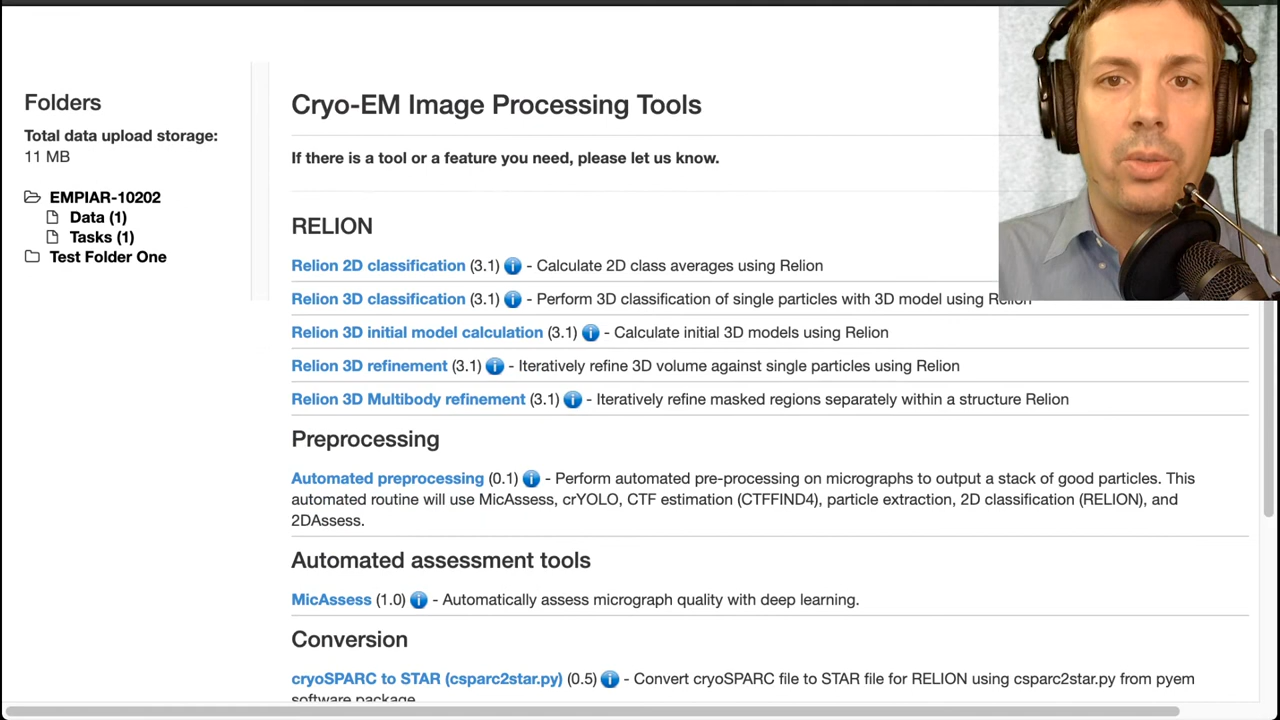 Folders
Total data upload storage:
11 MB
EMPIAR-10202
Data (1)
Tasks (1)
Test Folder One
Cryo-EM Image Processing Tools
If there is a tool or a feature you need, please let us know.
RELION
Relion 2D classification (3.1) i - Calculate 2D class averages using Relion
Relion 3D classification (3.1) i - Perform 3D classification of single particles with 3D model using Relion
Relion 3D initial model calculation (3.1) i - Calculate initial 3D models using Relion
Relion 3D refinement (3.1) i - Iteratively refine 3D volume against single particles using Relion
Relion 3D Multibody refinement (3.1) i - Iteratively refine masked regions separately within a structure Relion
Preprocessing
Automated preprocessing (0.1) i - Perform automated pre-processing on micrographs to output a stack of good particles. This
automated routine will use MicAssess, crYOLO, CTF estimation (CTFFIND4), particle extraction, 2D classification (RELION), and
2DAssess.
Automated assessment tools
MicAssess (1.0) i - Automatically assess micrograph quality with deep learning.
Conversion
cryoSPARC to STAR (csparc2star.py) (0.5) i - Convert cryoSPARC file to STAR file for RELION using csparc2star.py from pyem
software package